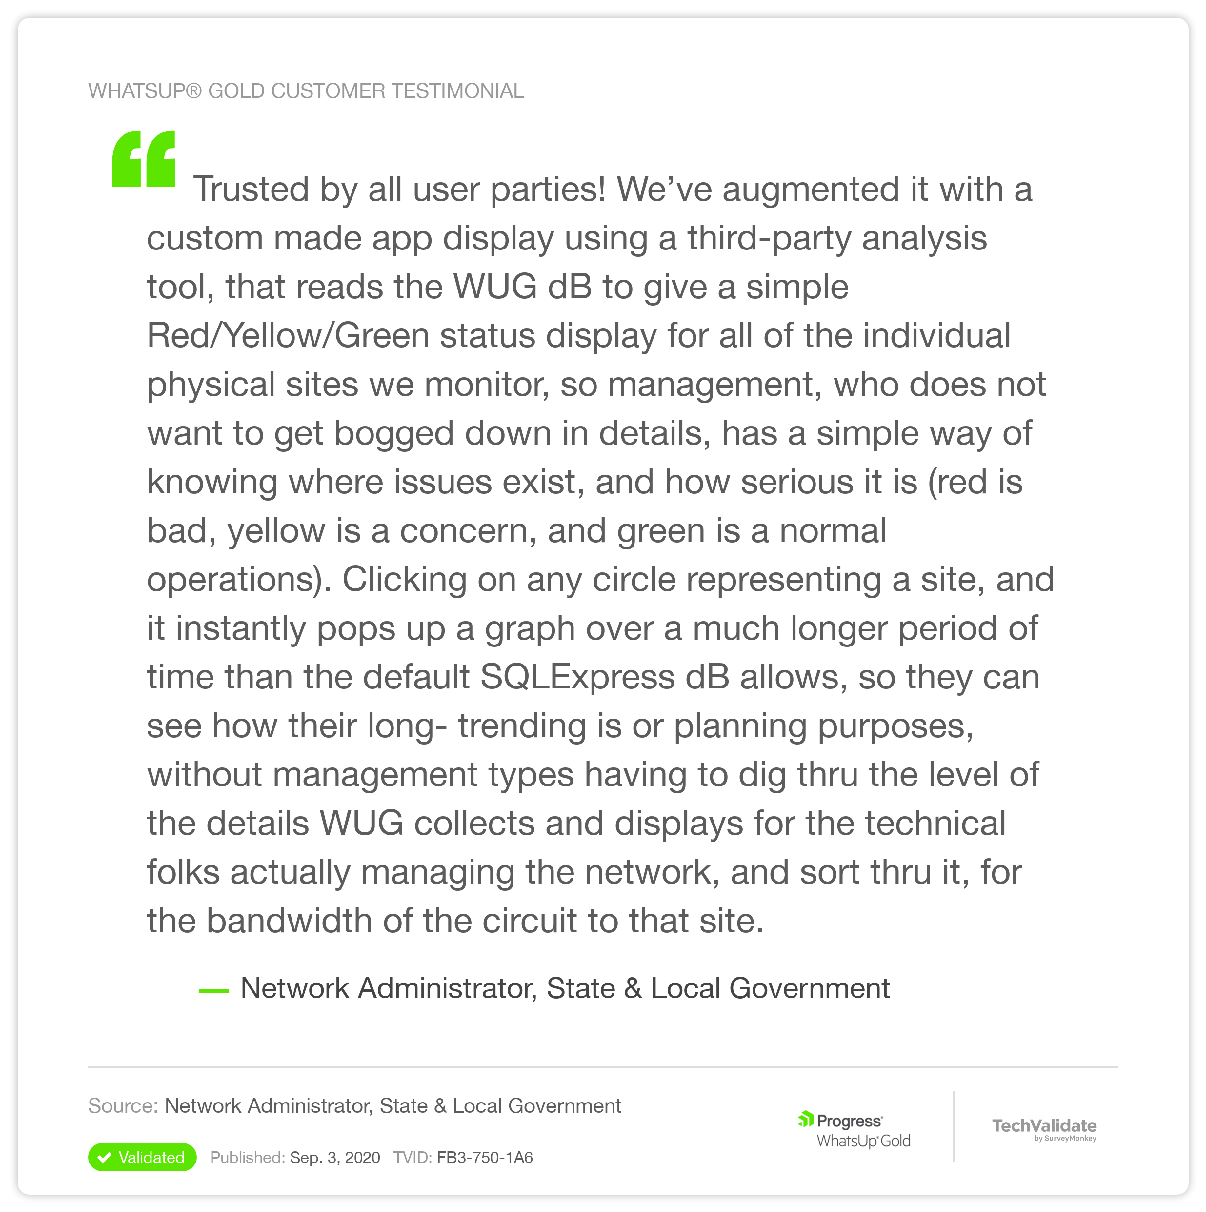 WHATSUP® GOLD CUSTOMER TESTIMONIAL
“ Trusted by all user parties! We’ve augmented it with a
custom made app display using a third-party analysis
tool, that reads the WUG dB to give a simple
Red/Yellow/Green status display for all of the individual
physical sites we monitor, so management, who does not
want to get bogged down in details, has a simple way of
knowing where issues exist, and how serious it is (red is
bad, yellow is a concern, and green is a normal
operations). Clicking on any circle representing a site, and
it instantly pops up a graph over a much longer period of
time than the default SQLExpress dB allows, so they can
see how their long- trending is or planning purposes,
without management types having to dig thru the level of
the details WUG collects and displays for the technical
folks actually managing the network, and sort thru it, for
the bandwidth of the circuit to that site.
— Network Administrator, State & Local Government
Source: Network Administrator, State & Local Government
Validated Published: Sep. 3, 2020 TVID: FB3-750-1A6
Progress®
WhatsUp® Gold
TechValidate
by SurveyMonkey